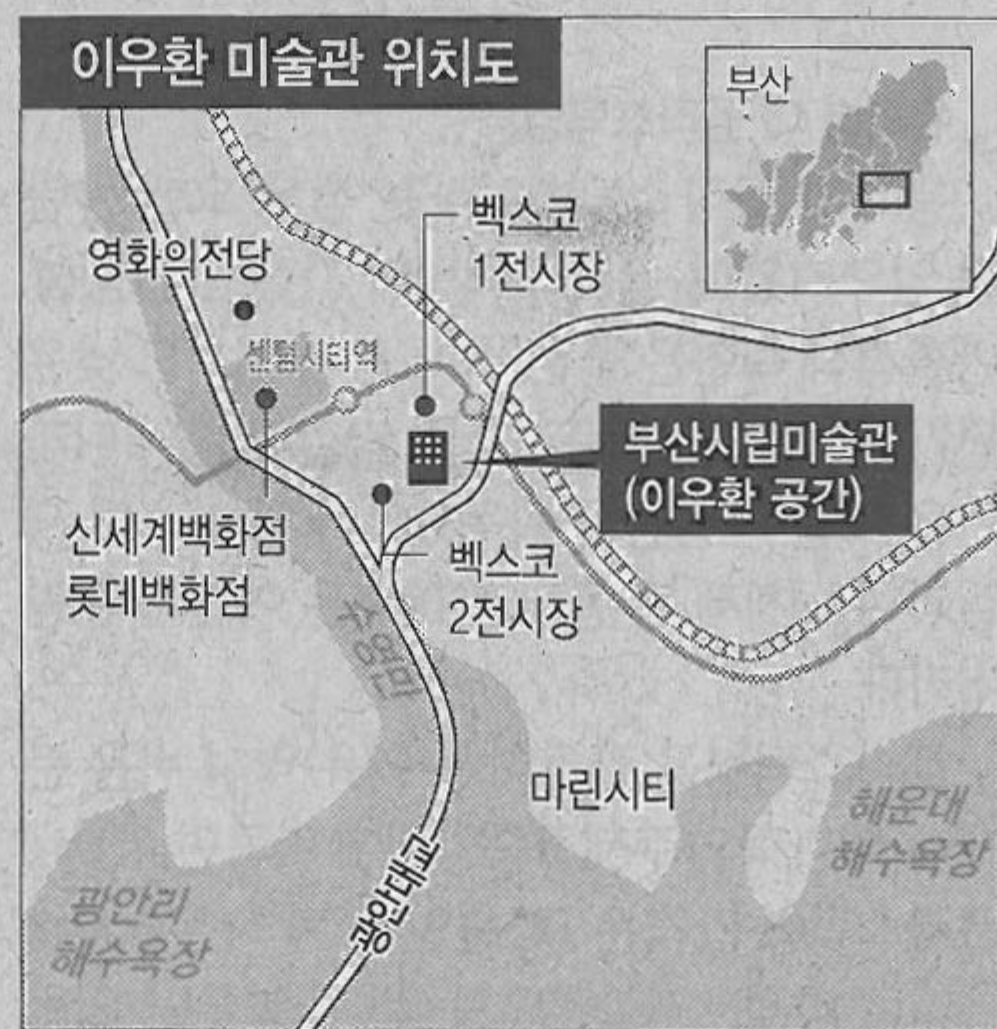 이우환 미술관 위치도
부산
벡스코
1전시장
영화의전당
센텀시티역
부산시립미술관
(이우환 공간)
신세계백화점
롯데백화점
벡스코
2전시장
수영만
마린시티
해운대
해수욕장
광안대교
광안리
해수욕장